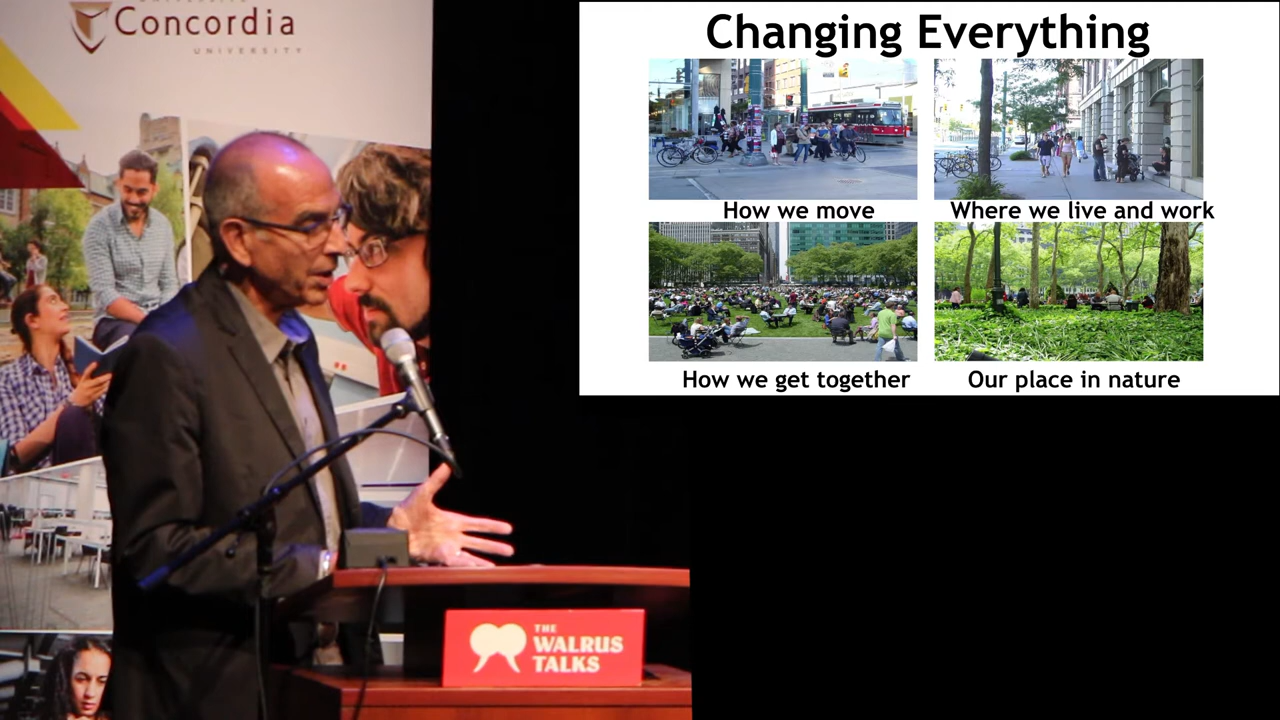 UNIVERSITÉ
Concordia
UNIVERSITY
Changing Everything
How we move
Where we live and work
How we get together
Our place in nature
THE
WALRUS
TALKS